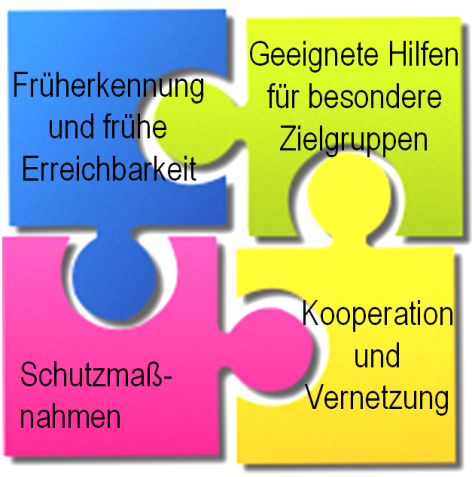 Früherkennung
und frühe
Erreichbarkeit
Geeignete Hilfen
für besondere
Zielgruppen
Schutzmaß-
nahmen
Kooperation
und
Vernetzung